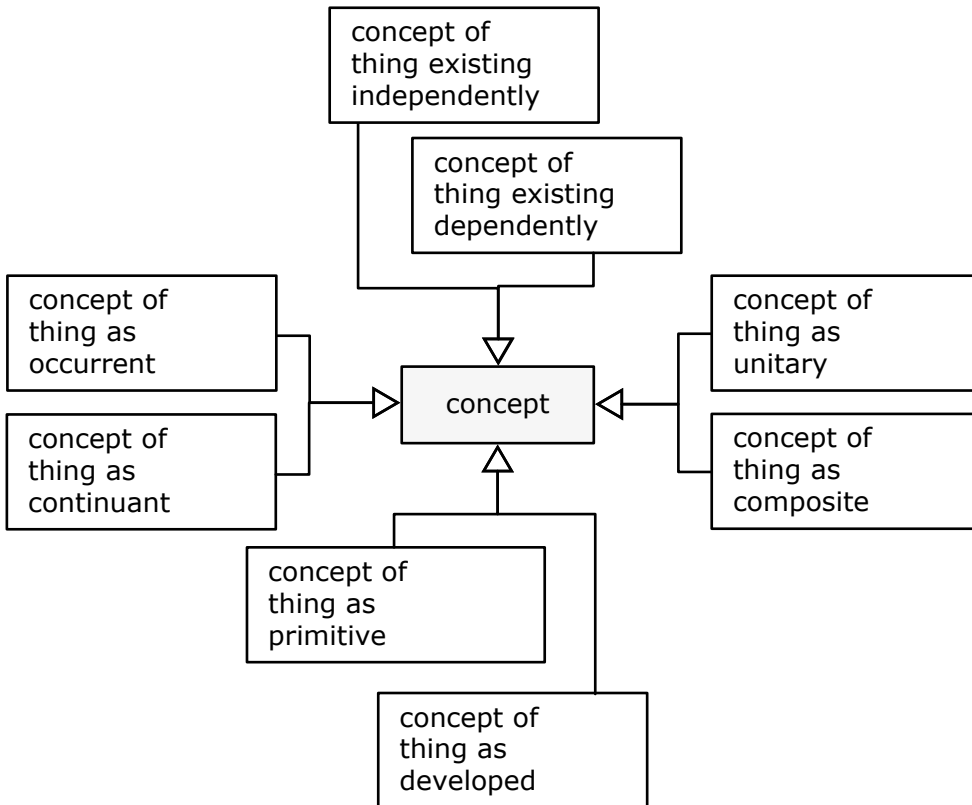 concept of
thing existing
independently
concept of
thing existing
dependently
concept of
thing as
occurrent
concept of
thing as
unitary
concept
concept of
thing as
continuant
concept of
thing as
composite
concept of
thing as
primitive
concept of
thing as
developed